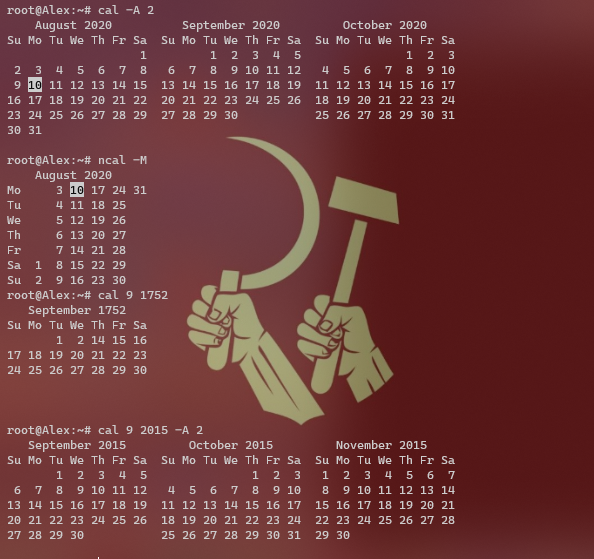 root@Alex:~# cal -A 2
    August 2020          September 2020         October 2020
Su Mo Tu We Th Fr Sa  Su Mo Tu We Th Fr Sa  Su Mo Tu We Th Fr Sa
                   1         1  2  3  4  5               1  2  3
 2  3  4  5  6  7  8   6  7  8  9 10 11 12   4  5  6  7  8  9 10
 9 10 11 12 13 14 15  13 14 15 16 17 18 19  11 12 13 14 15 16 17
16 17 18 19 20 21 22  20 21 22 23 24 25 26  18 19 20 21 22 23 24
23 24 25 26 27 28 29  27 28 29 30           25 26 27 28 29 30 31
30 31
root@Alex:~# ncal -M
    August 2020
Mo     3 10 17 24 31
Tu     4 11 18 25
We     5 12 19 26
Th     6 13 20 27
Fr     7 14 21 28
Sa  1  8 15 22 29
Su  2  9 16 23 30
root@Alex:~# cal 9 1752
   September 1752
Su Mo Tu We Th Fr Sa
       1  2 14 15 16
17 18 19 20 21 22 23
24 25 26 27 28 29 30
root@Alex:~# cal 9 2015 -A 2
   September 2015         October 2015         November 2015
Su Mo Tu We Th Fr Sa  Su Mo Tu We Th Fr Sa  Su Mo Tu We Th Fr Sa
       1  2  3  4  5               1  2  3   1  2  3  4  5  6  7
 6  7  8  9 10 11 12   4  5  6  7  8  9 10   8  9 10 11 12 13 14
13 14 15 16 17 18 19  11 12 13 14 15 16 17  15 16 17 18 19 20 21
20 21 22 23 24 25 26  18 19 20 21 22 23 24  22 23 24 25 26 27 28
27 28 29 30           25 26 27 28 29 30 31  29 30